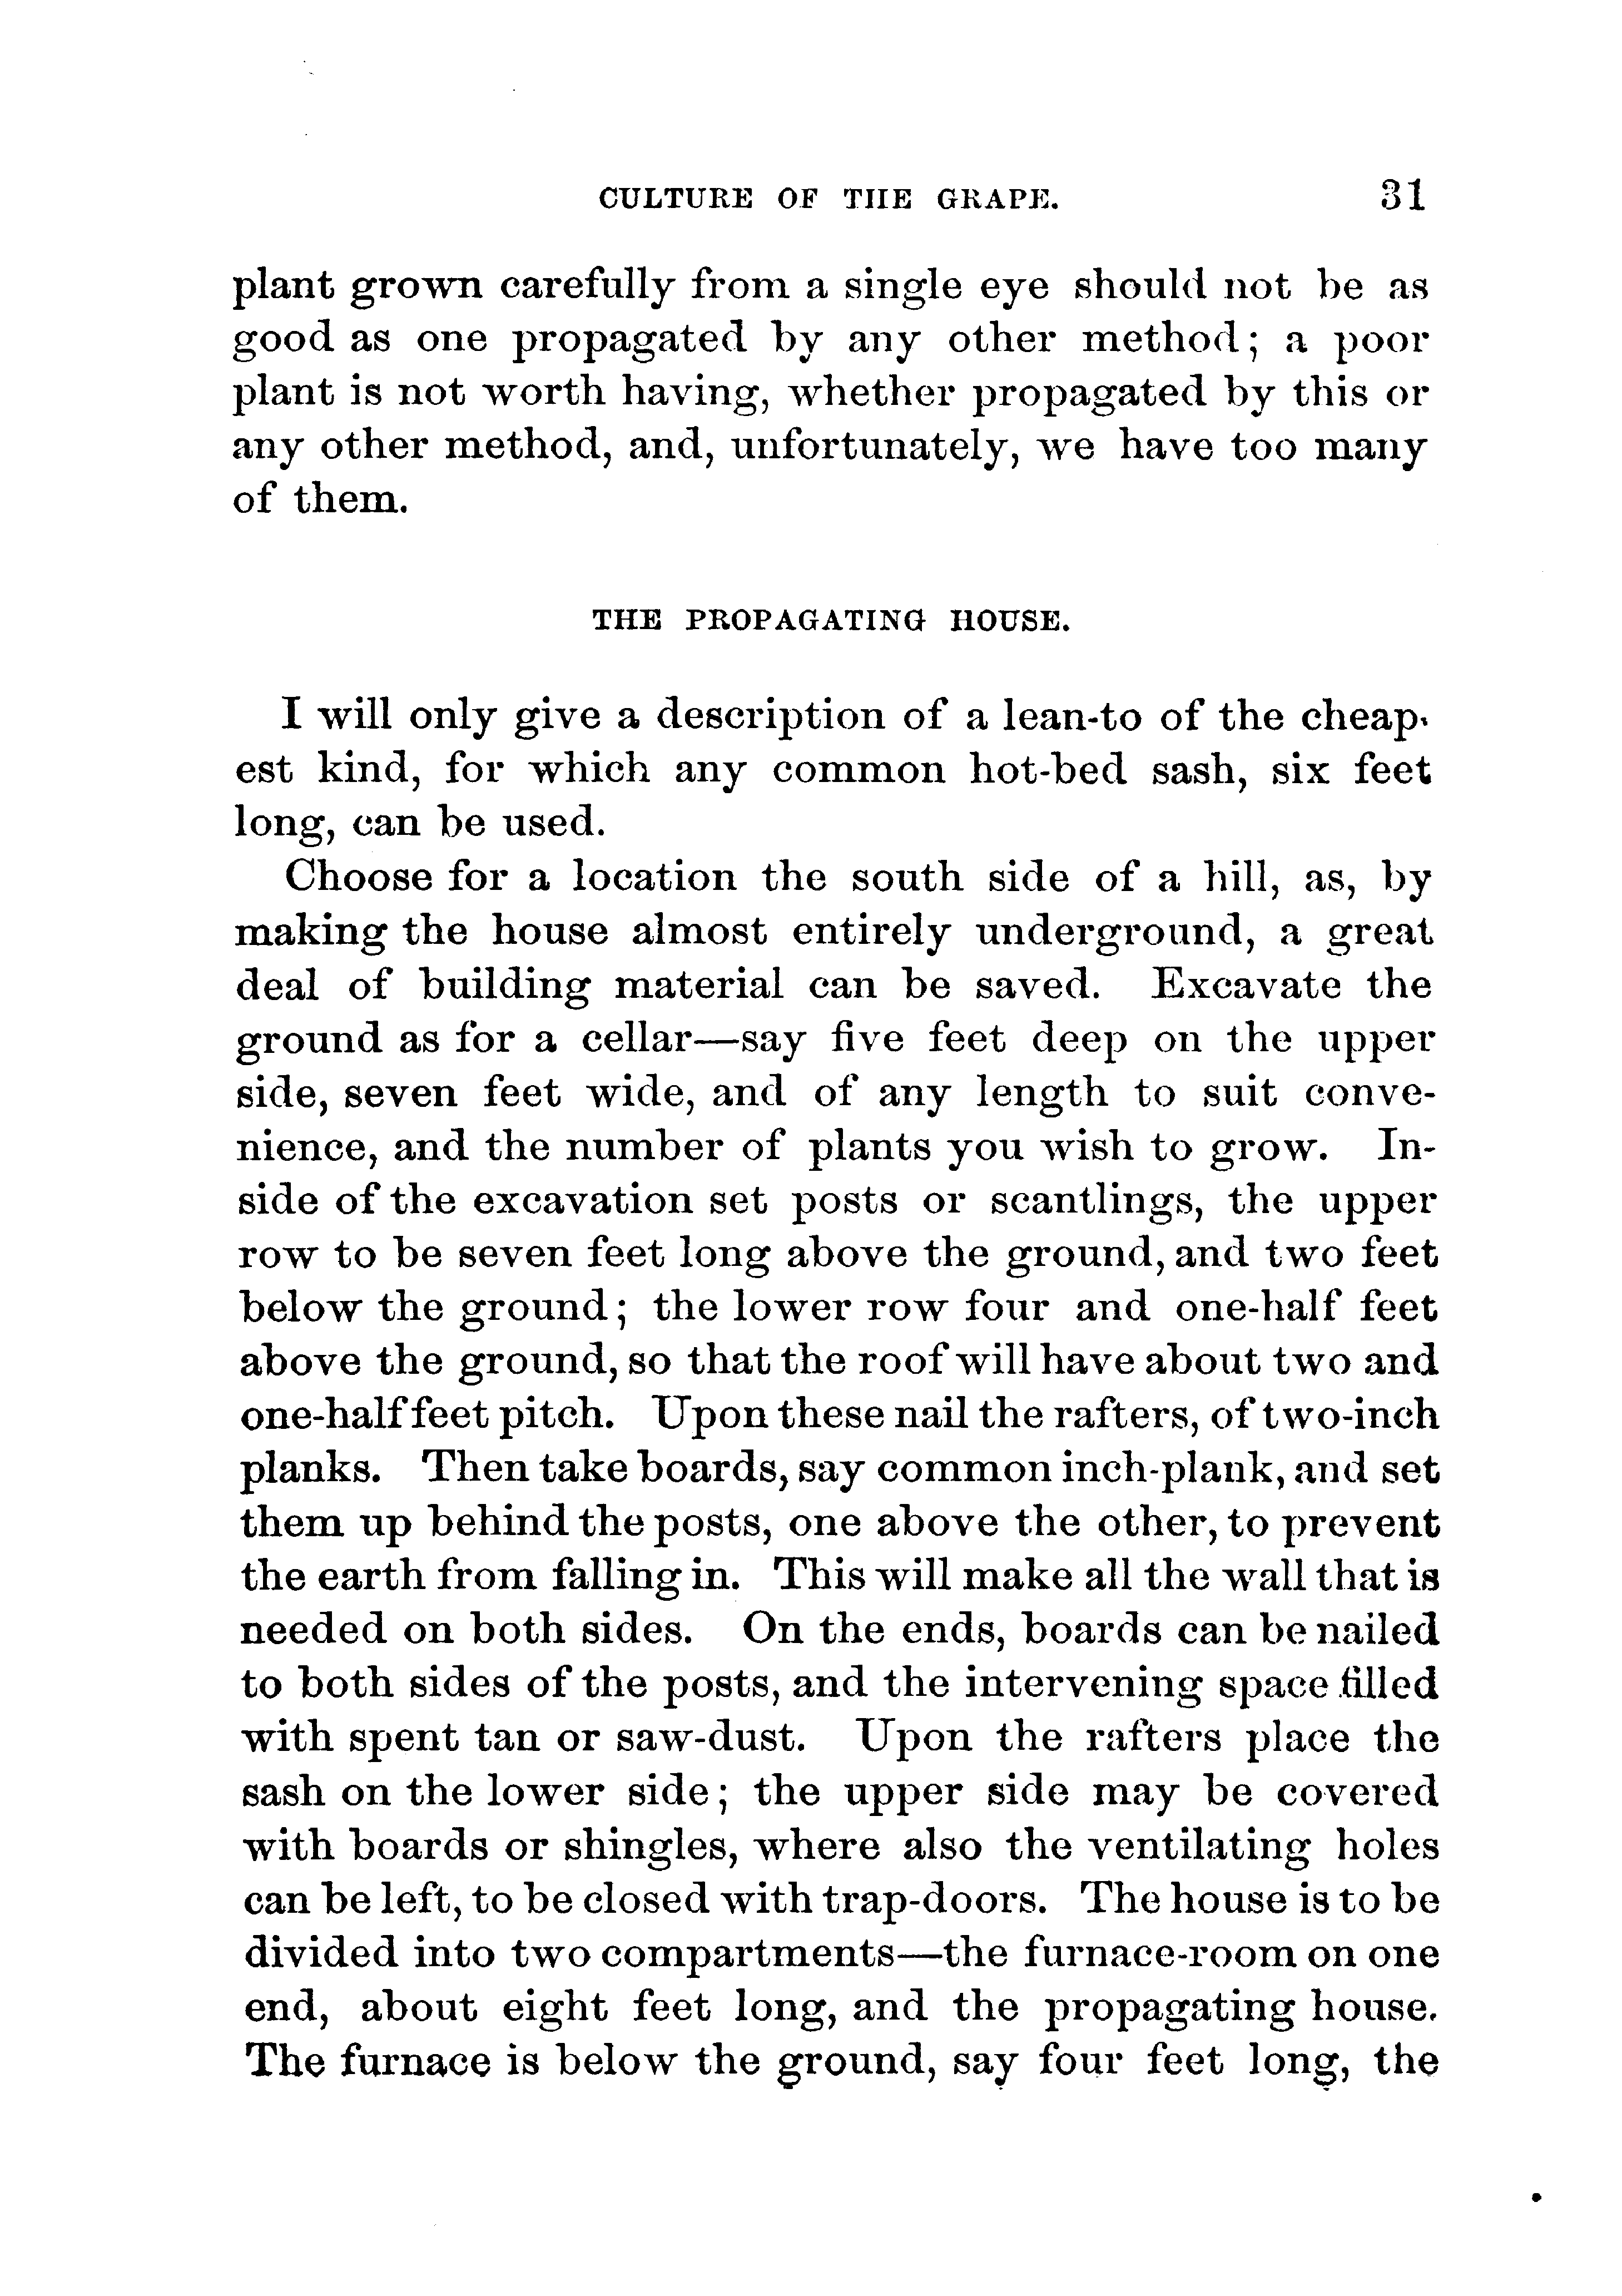 CULTURE OF THE GRAPE. 31
plant grown carefully from a single eye should not be as
good as one propagated by any other method; a poor
plant is not worth having, whether propagated by this or
any other method, and, unfortunately, we have too many
of them.
THE PROPAGATING HOUSE.
I will only give a description of a lean-to of the cheap-
est kind, for which any common hot-bed sash, six feet
long, can be used.
Choose for a location the south side of a hill, as, by
making the house almost entirely underground, a great
deal of building material can be saved. Excavate the
ground as for a cellar—say five feet deep on the upper
side, seven feet wide, and of any length to suit conve-
nience, and the number of plants you wish to grow. In-
side of the excavation set posts or scantlings, the upper
row to be seven feet long above the ground, and two feet
below the ground; the lower row four and one-half feet
above the ground, so that the roof will have about two and
one-half feet pitch. Upon these nail the rafters, of two-inch
planks. Then take boards, say common inch-plank, and set
them up behind the posts, one above the other, to prevent
the earth from falling in. This will make all the wall that is
needed on both sides. On the ends, boards can be nailed
to both sides of the posts, and the intervening space filled
with spent tan or saw-dust. Upon the rafters place the
sash on the lower side; the upper side may be covered
with boards or shingles, where also the ventilating holes
can be left, to be closed with trap-doors. The house is to be
divided into two compartments—the furnace-room on one
end, about eight feet long, and the propagating house.
The furnace is below the ground, say four feet long, the